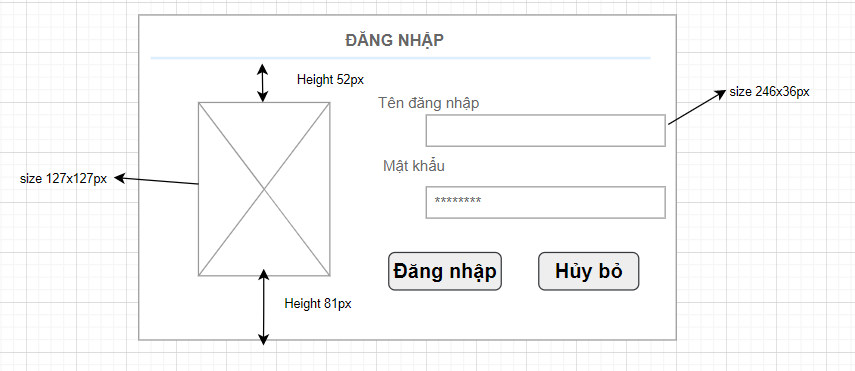 ĐĂNG NHẬP
Height 52px
Tên đăng nhập
size 246x36px
Mật khẩu
size 127x127px
********
Đăng nhập
Hủy bỏ
Height 81px